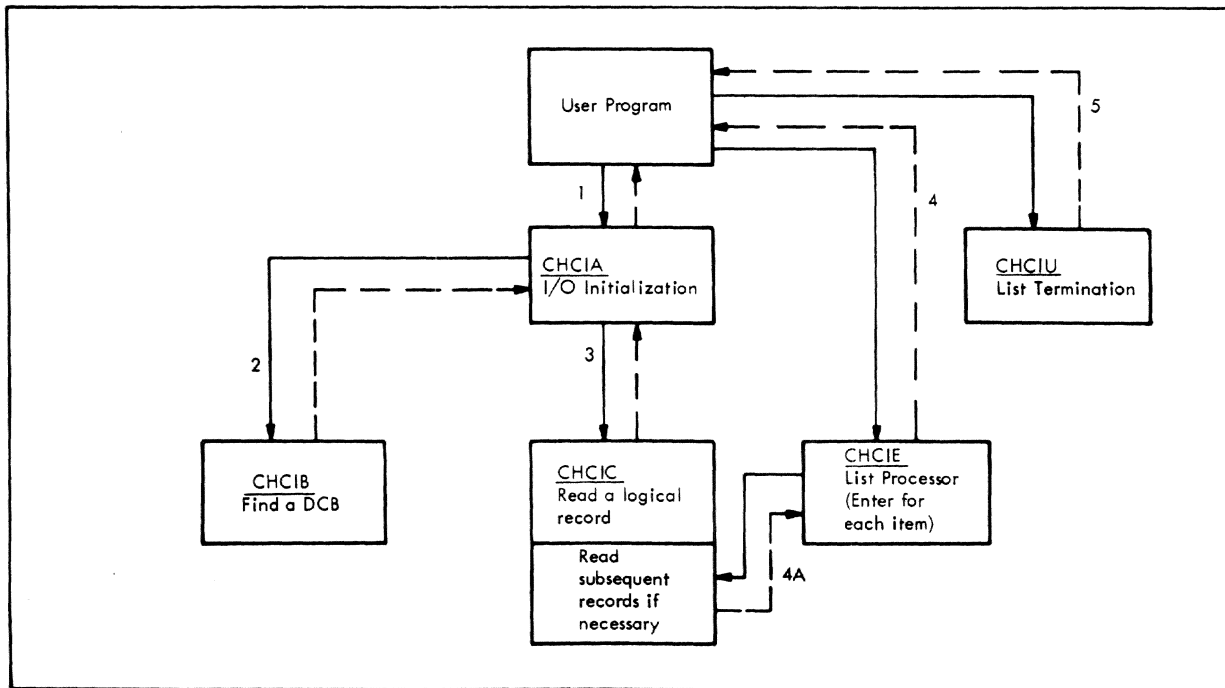 User Program
5
4
1
CHCIA
I/O Initialization
CHCIU
List Termination
2
3
CHCIB
Find a DCB
CHCIC
Read a logical
record
CHCIE
List Processor
(Enter for
each item)
Read
subsequent
records if
necessary
4A